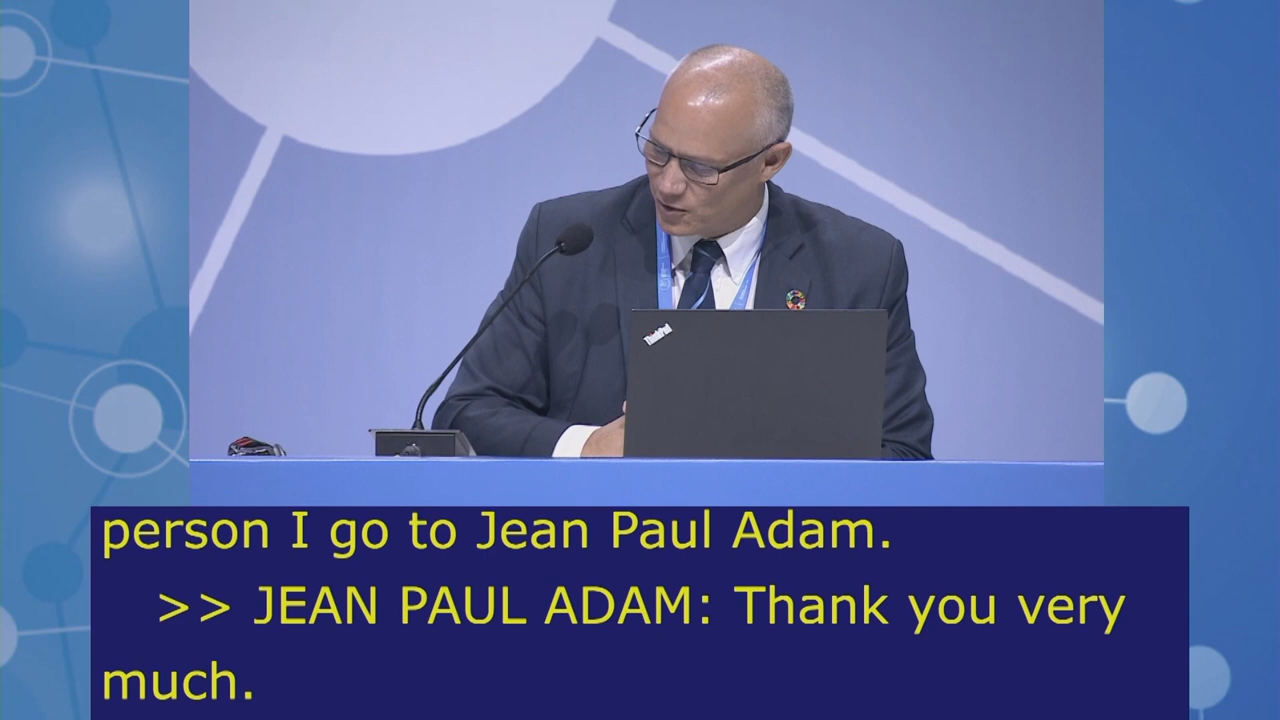 ThinkPad
person I go to Jean Paul Adam.
>> JEAN PAUL ADAM: Thank you very
much.